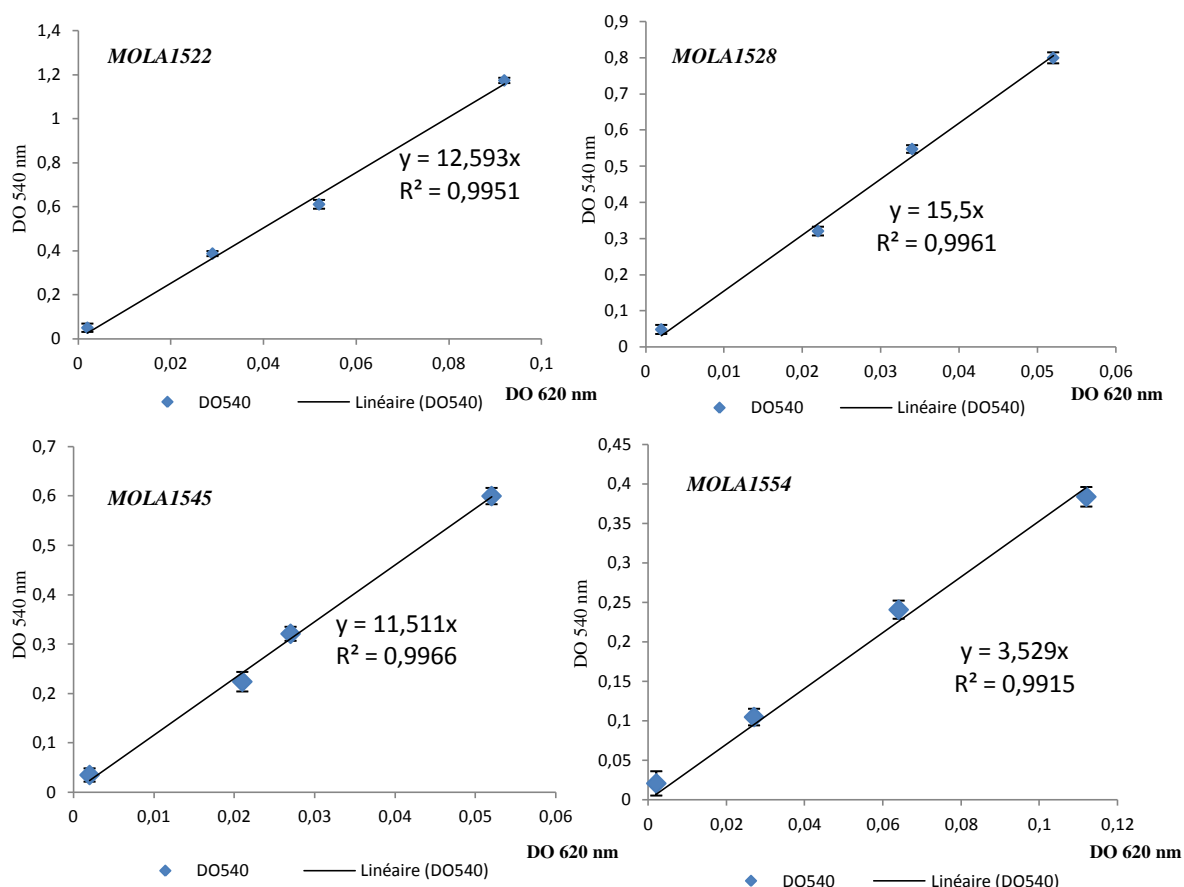 MOLA1522
DO 540 nm
1,4
1,2
1
0,8
0,6
0,4
0,2
0
y = 12,593x
R² = 0,9951
0 0,02 0,04 0,06 0,08 0,1
DO 620 nm
DO540 Linéaire (DO540)
MOLA1528
DO 540 nm
0,9
0,8
0,7
0,6
0,5
0,4
0,3
0,2
0,1
0
y = 15,5x
R² = 0,9961
0 0,01 0,02 0,03 0,04 0,05 0,06
DO 620 nm
DO540 Linéaire (DO540)
MOLA1545
DO 540 nm
0,7
0,6
0,5
0,4
0,3
0,2
0,1
0
y = 11,511x
R² = 0,9966
0 0,01 0,02 0,03 0,04 0,05 0,06
DO 620 nm
DO540 Linéaire (DO540)
MOLA1554
DO 540 nm
0,45
0,4
0,35
0,3
0,25
0,2
0,15
0,1
0,05
0
y = 3,529x
R² = 0,9915
0 0,02 0,04 0,06 0,08 0,1 0,12
DO 620 nm
DO540 Linéaire (DO540)